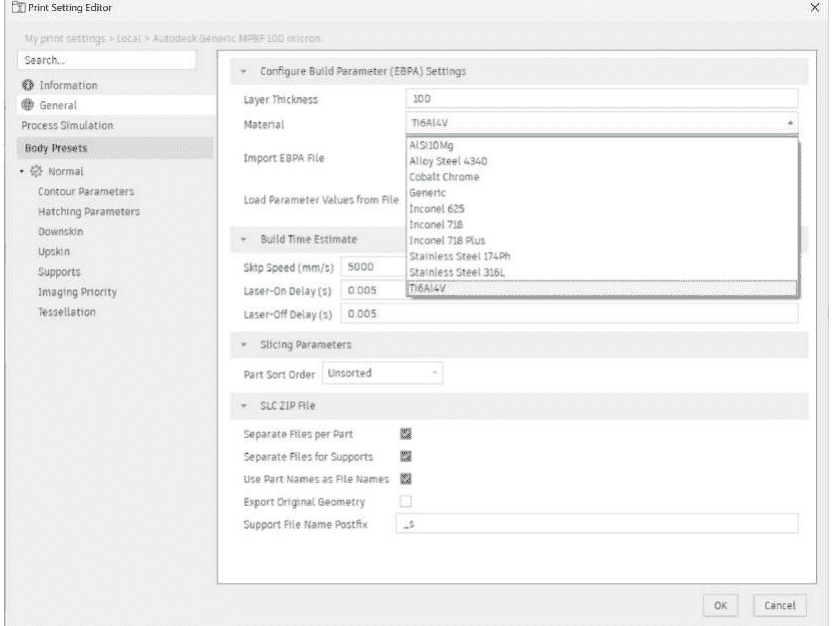 Print Setting Editor
My print settings > Local > Autodesk Generic MPBF 100 micron
Search...
Information
General
Process Simulation
Body Presets
Normal
Contour Parameters
Hatching Parameters
Downskin
Upskin
Supports
Imaging Priority
Tessellation
Configure Build Parameter (EBPA) Settings
Layer Thickness 100
Material Ti6Al4V
Import EBPA File
Load Parameter Values from File
AlSi10Mg
Alloy Steel 4340
Cobalt Chrome
Generic
Inconel 625
Inconel 718
Inconel 718 Plus
Stainless Steel 174Ph
Stainless Steel 316L
Ti6Al4V
Build Time Estimate
Skip Speed (mm/s) 5000
Laser-On Delay (s) 0.005
Laser-Off Delay (s) 0.005
Slicing Parameters
Part Sort Order Unsorted
SLC ZIP File
Separate Files per Part
Separate Files for Supports
Use Part Names as File Names
Export Original Geometry
Support File Name Postfix _s
OK Cancel